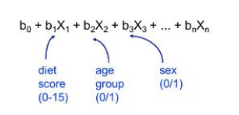 b₀ + b₁X₁ + b₂X₂ + b₃X₃ + ... + bₙXₙ
diet age sex
score group (0/1)
(0-15) (0/1)